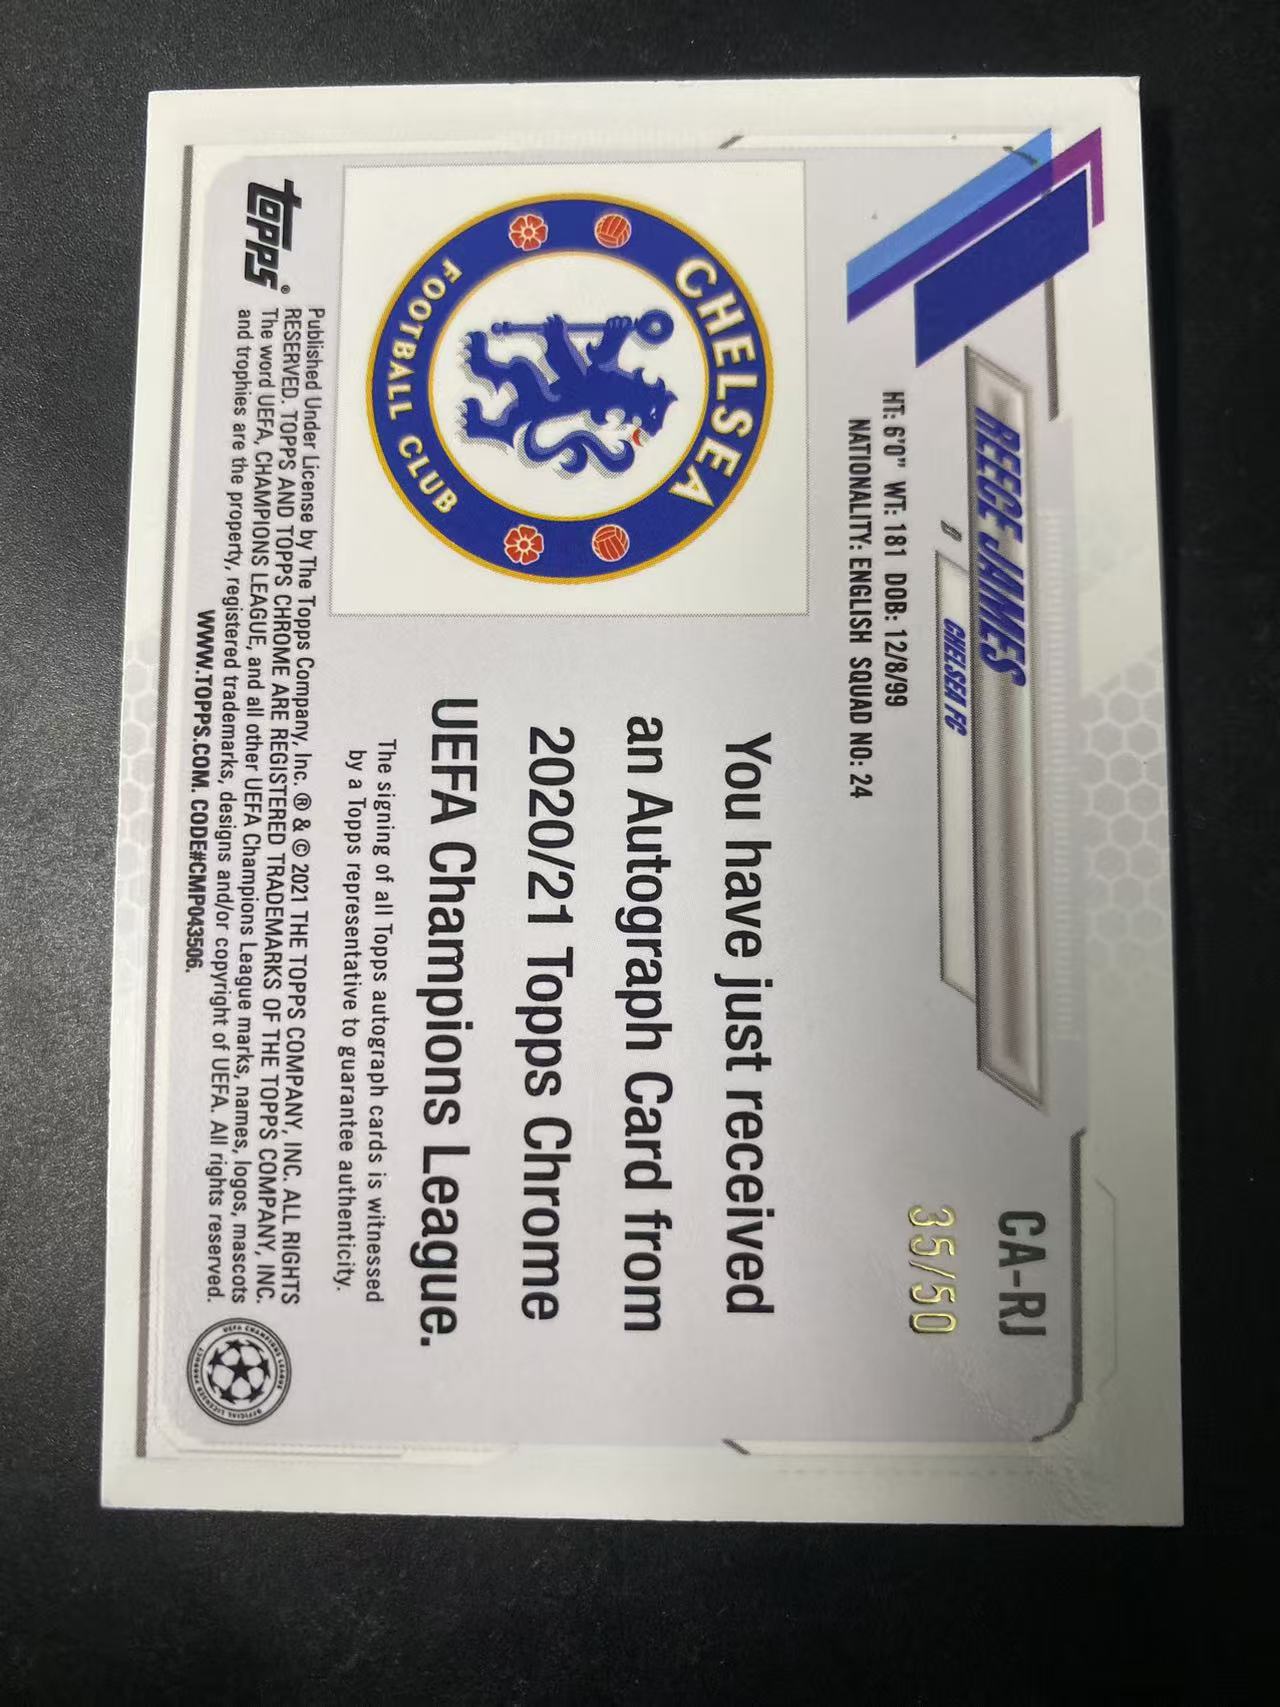 REECE JAMES
CA-RJ
D
CHELSEA FC
35/50
HT: 6'0" WT: 181 DOB: 12/8/99
NATIONALITY: ENGLISH SQUAD NO: 24
CHELSEA
FOOTBALL CLUB
You have just received
an Autograph Card from
2020/21 Topps Chrome
UEFA Champions League.
The signing of all Topps autograph cards is witnessed
by a Topps representative to guarantee authenticity.
topps®
Published Under License by The Topps Company, Inc. ® & © 2021 THE TOPPS COMPANY, INC. ALL RIGHTS
RESERVED. TOPPS AND TOPPS CHROME ARE REGISTERED TRADEMARKS OF THE TOPPS COMPANY, INC.
The word UEFA, CHAMPIONS LEAGUE, and all other UEFA Champions League marks, names, logos, mascots
and trophies are the property, registered trademarks, designs and/or copyright of UEFA. All rights reserved.
WWW.TOPPS.COM. CODE#CMP043506.
UEFA CHAMPIONS LEAGUE
OFFICIAL LICENSED PRODUCT